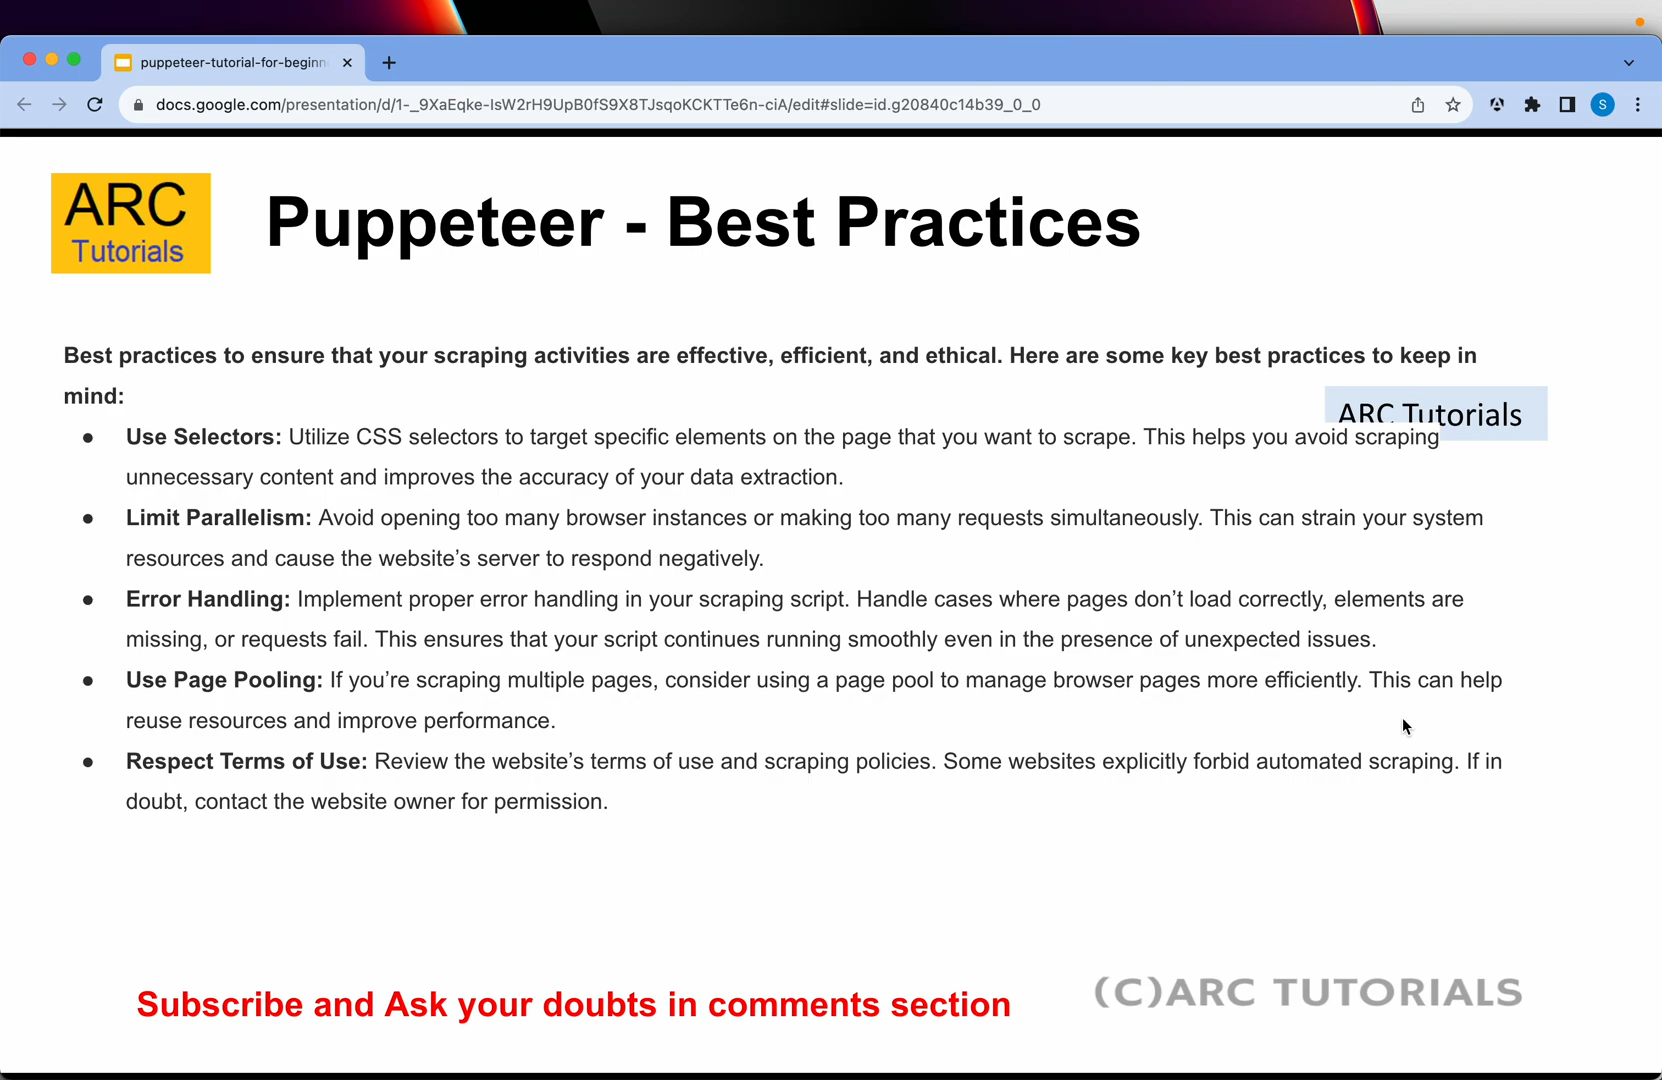 puppeteer-tutorial-for-beginn
docs.google.com/presentation/d/1-_9XaEqke-IsW2rH9UpB0fS9X8TJsqoKCKTTe6n-ciA/edit#slide=id.g20840c14b39_0_0
S
ARC
Tutorials
Puppeteer - Best Practices
Best practices to ensure that your scraping activities are effective, efficient, and ethical. Here are some key best practices to keep in
mind:
ARC Tutorials
● Use Selectors: Utilize CSS selectors to target specific elements on the page that you want to scrape. This helps you avoid scraping
unnecessary content and improves the accuracy of your data extraction.
● Limit Parallelism: Avoid opening too many browser instances or making too many requests simultaneously. This can strain your system
resources and cause the website’s server to respond negatively.
● Error Handling: Implement proper error handling in your scraping script. Handle cases where pages don’t load correctly, elements are
missing, or requests fail. This ensures that your script continues running smoothly even in the presence of unexpected issues.
● Use Page Pooling: If you’re scraping multiple pages, consider using a page pool to manage browser pages more efficiently. This can help
reuse resources and improve performance.
● Respect Terms of Use: Review the website’s terms of use and scraping policies. Some websites explicitly forbid automated scraping. If in
doubt, contact the website owner for permission.
Subscribe and Ask your doubts in comments section
(C)ARC TUTORIALS